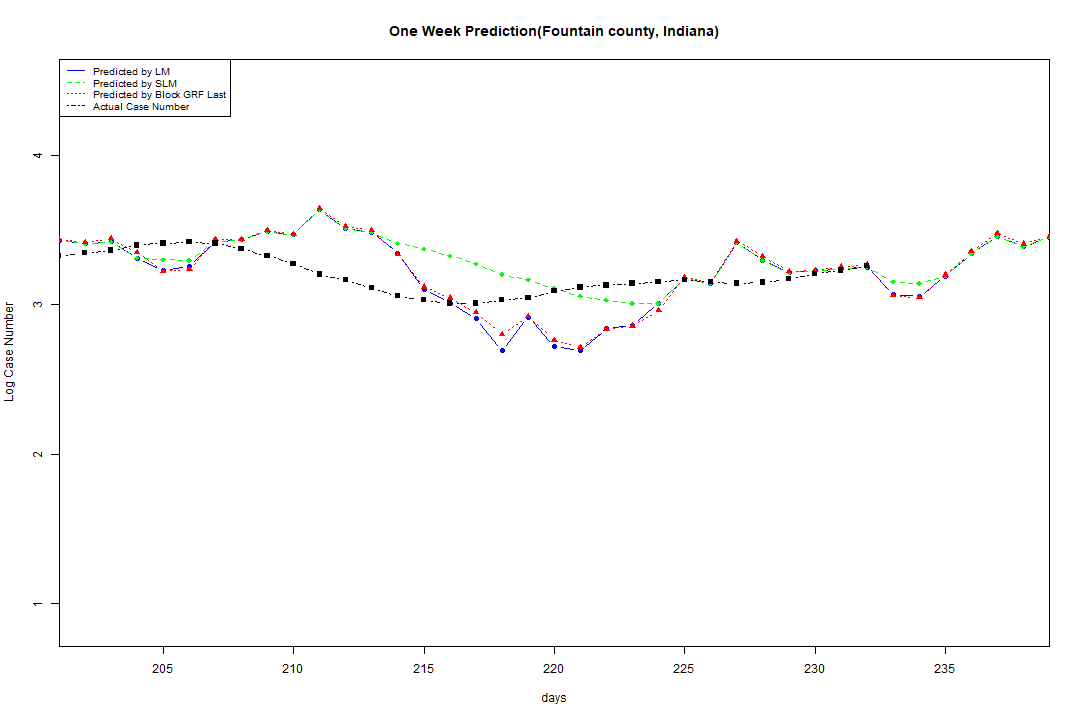 One Week Prediction(Fountain county, Indiana)
Predicted by LM
Predicted by SLM
Predicted by Block GRF Last
Actual Case Number
4
3
2
1
Log Case Number
205 210 215 220 225 230 235
days